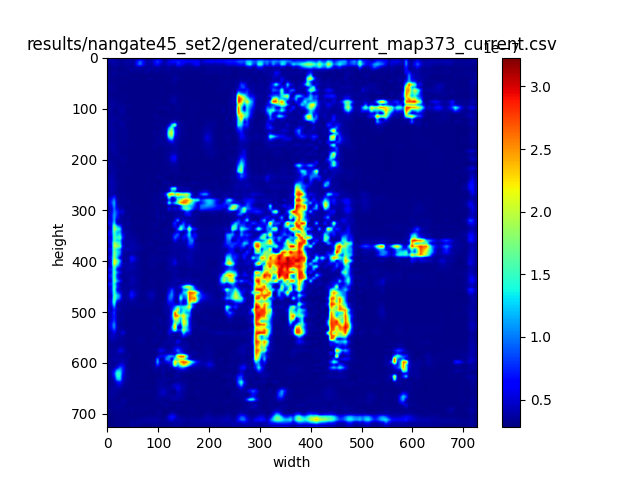 results/nangate45_set2/generated/current_map373_current.csv
1e−7
0
100
200
300
400
500
600
700
height
0 100 200 300 400 500 600 700
width
3.0
2.5
2.0
1.5
1.0
0.5